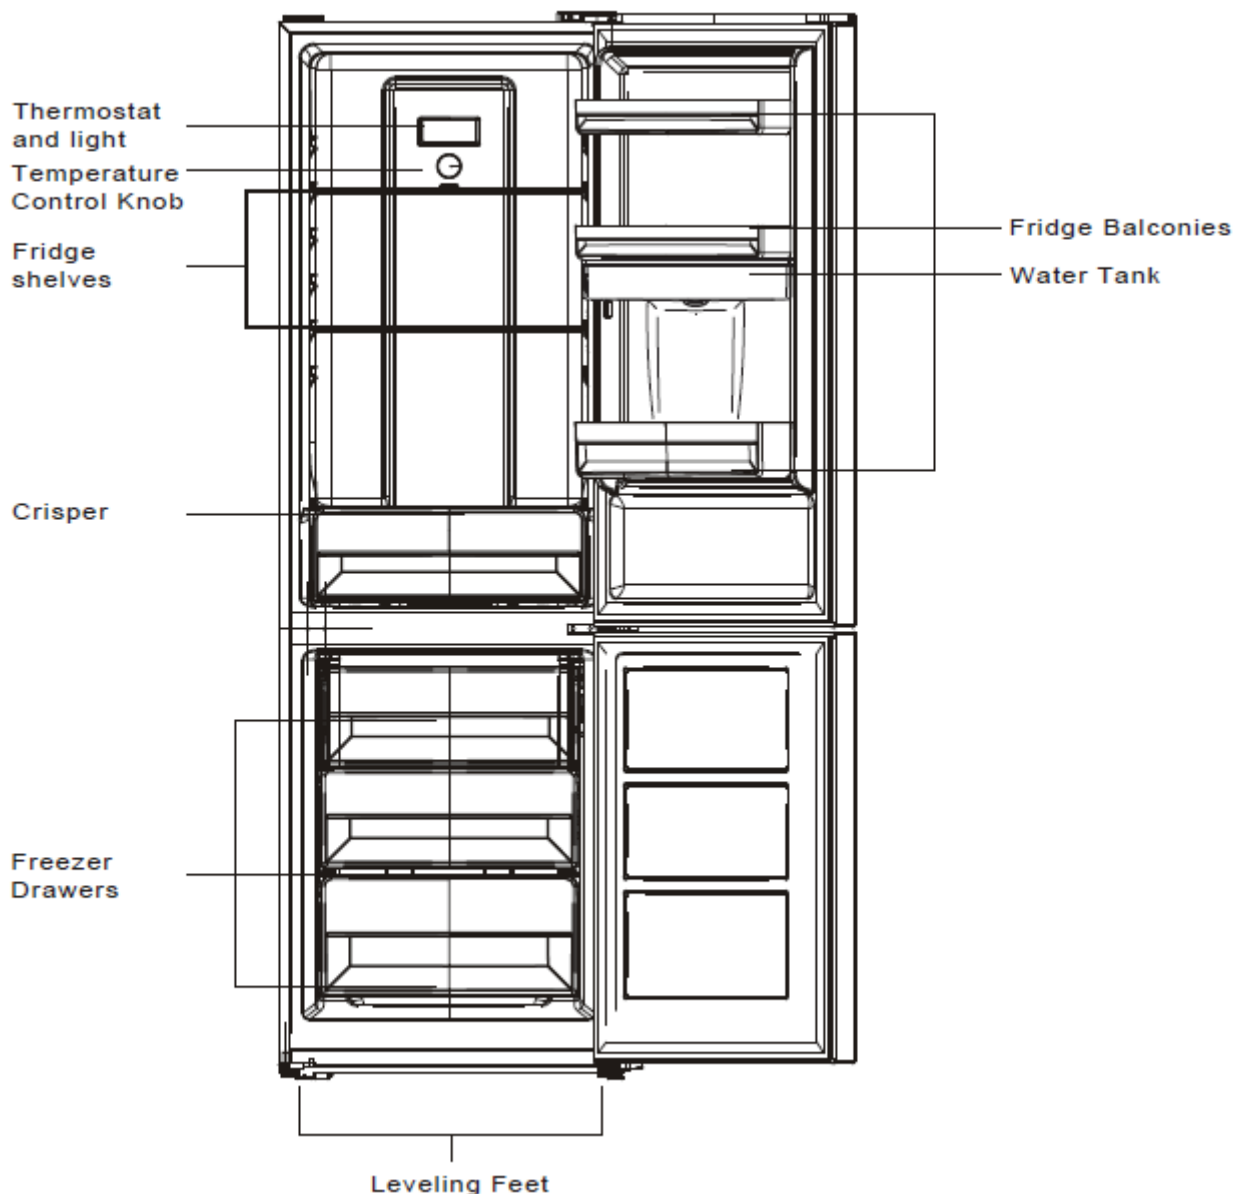 Thermostat
and light
Temperature
Control Knob
Fridge
shelves
Fridge Balconies
Water Tank
Crisper
Freezer
Drawers
Leveling Feet